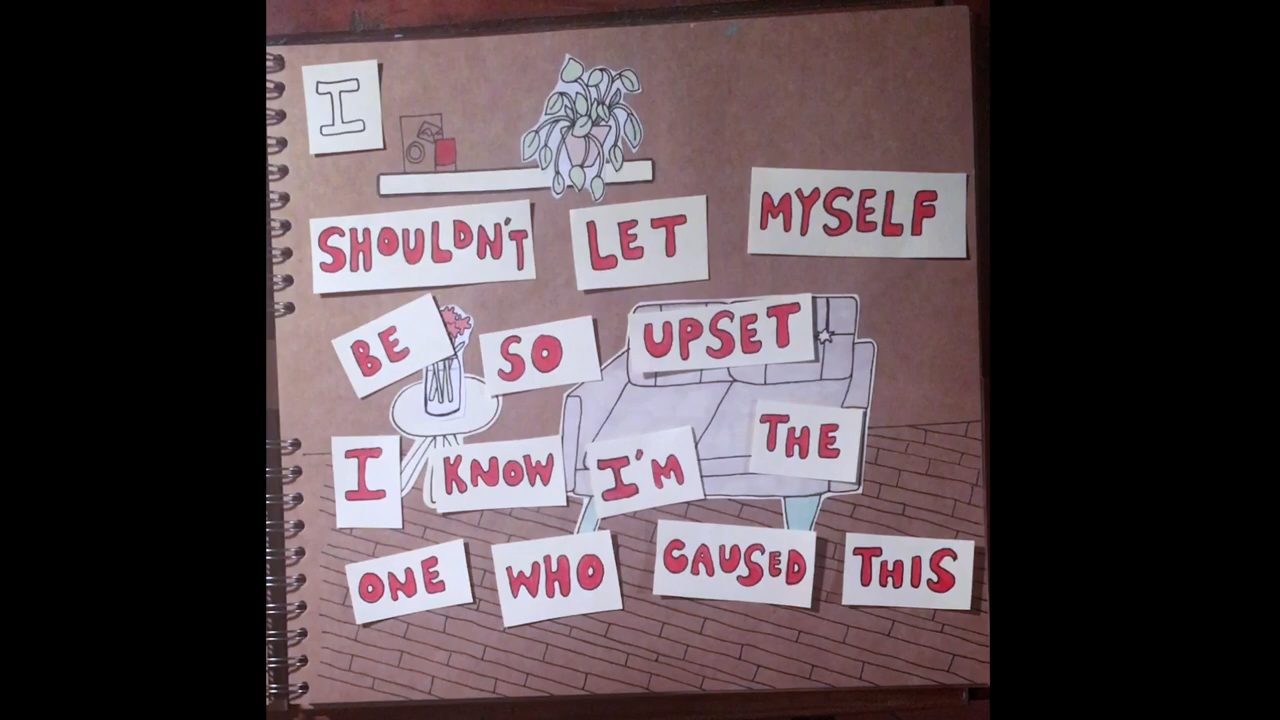 I
SHOULDN'T LET MYSELF
BE SO UPSET
I KNOW I'M THE
ONE WHO CAUSED THIS